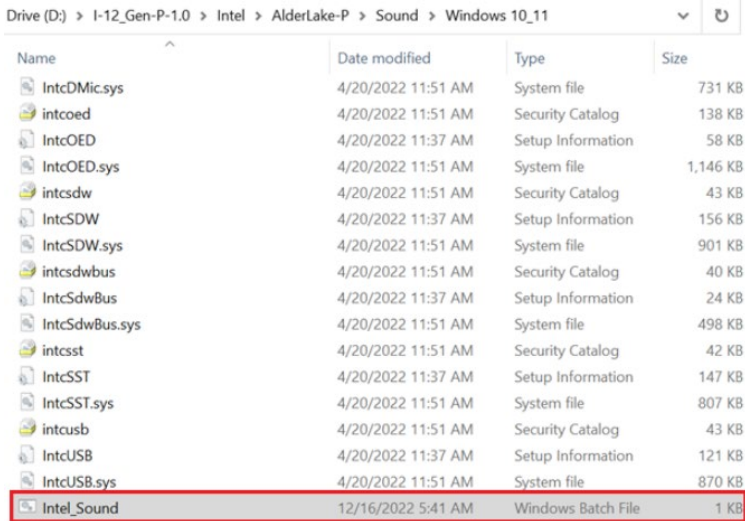 Drive (D:) > I-12_Gen-P-1.0 > Intel > AlderLake-P > Sound > Windows 10_11
Name Date modified Type Size
IntcDMic.sys 4/20/2022 11:51 AM System file 731 KB
intcoed 4/20/2022 11:51 AM Security Catalog 138 KB
IntcOED 4/20/2022 11:37 AM Setup Information 58 KB
IntcOED.sys 4/20/2022 11:51 AM System file 1,146 KB
intcsdw 4/20/2022 11:51 AM Security Catalog 43 KB
IntcSDW 4/20/2022 11:37 AM Setup Information 156 KB
IntcSDW.sys 4/20/2022 11:51 AM System file 901 KB
intcsdwbus 4/20/2022 11:51 AM Security Catalog 40 KB
IntcSdwBus 4/20/2022 11:37 AM Setup Information 24 KB
IntcSdwBus.sys 4/20/2022 11:51 AM System file 498 KB
intcsst 4/20/2022 11:51 AM Security Catalog 42 KB
IntcSST 4/20/2022 11:37 AM Setup Information 147 KB
IntcSST.sys 4/20/2022 11:51 AM System file 807 KB
intcusb 4/20/2022 11:51 AM Security Catalog 43 KB
IntcUSB 4/20/2022 11:37 AM Setup Information 121 KB
IntcUSB.sys 4/20/2022 11:51 AM System file 870 KB
Intel_Sound 12/16/2022 5:41 AM Windows Batch File 1 KB